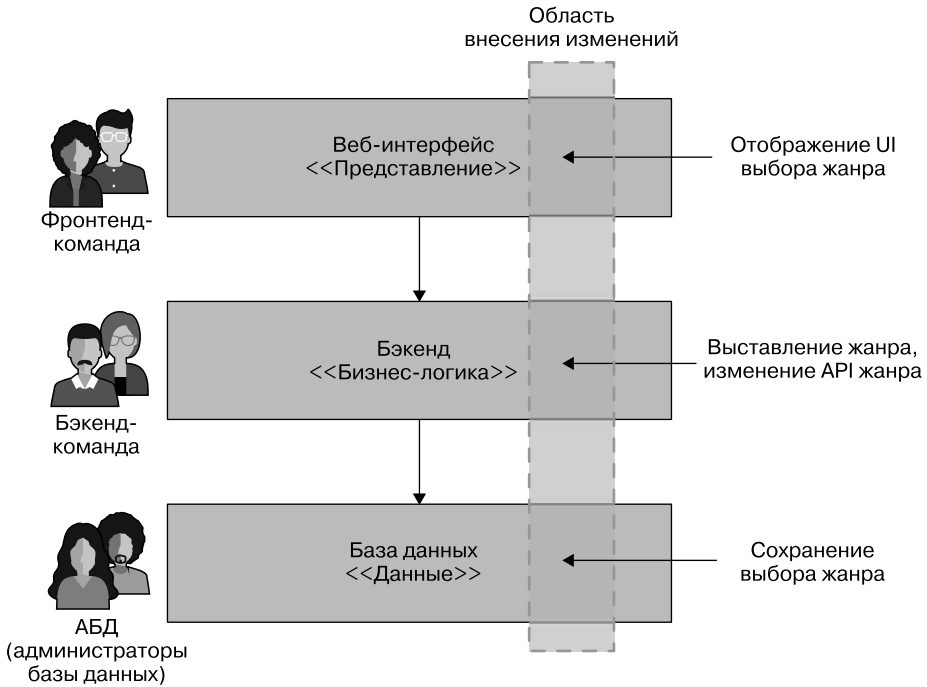 Область
внесения изменений
Веб-интерфейс
<<Представление>>
Отображение UI
выбора жанра
Фронтенд-
команда
Бэкенд
<<Бизнес-логика>>
Выставление жанра,
изменение API жанра
Бэкенд-
команда
База данных
<<Данные>>
Сохранение
выбора жанра
АБД
(администраторы
базы данных)